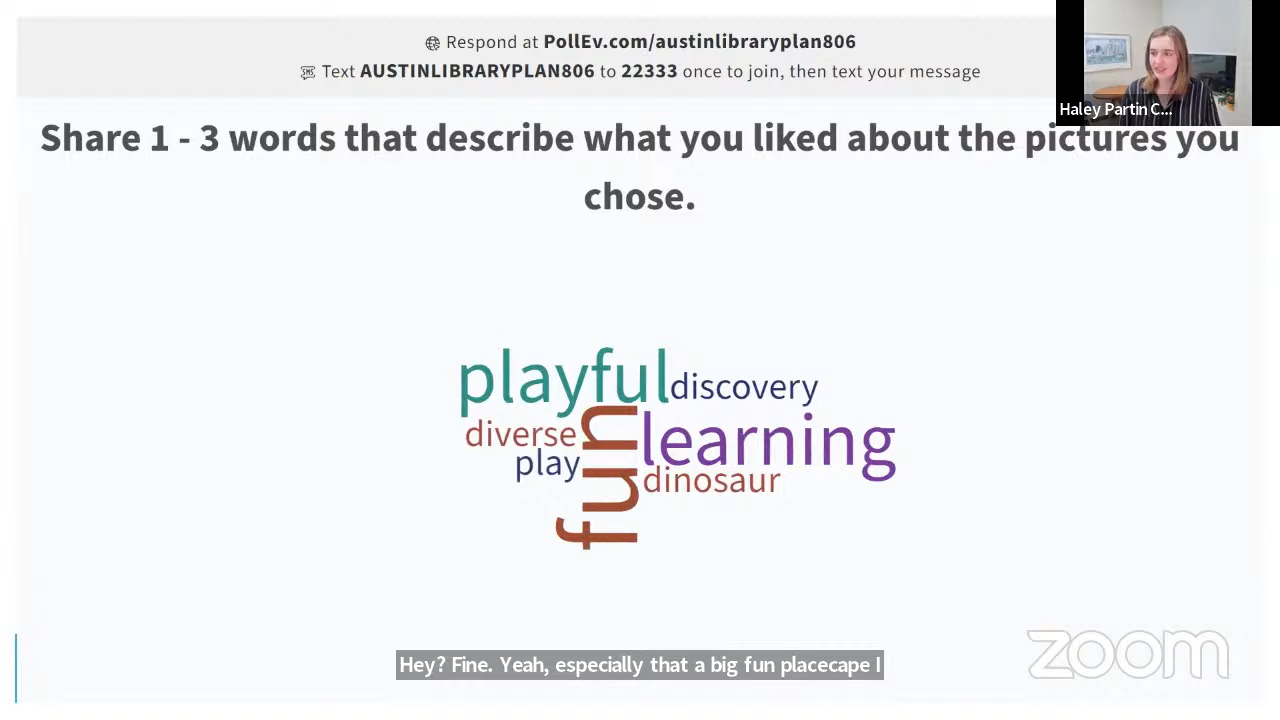 Respond at PollEv.com/austinlibraryplan806
Text AUSTINLIBRARYPLAN806 to 22333 once to join, then text your message
Haley Partin C...
Share 1 - 3 words that describe what you liked about the pictures you
chose.
playful
discovery
diverse
learning
play
fun
dinosaur
Hey? Fine. Yeah, especially that a big fun placecape I
zoom